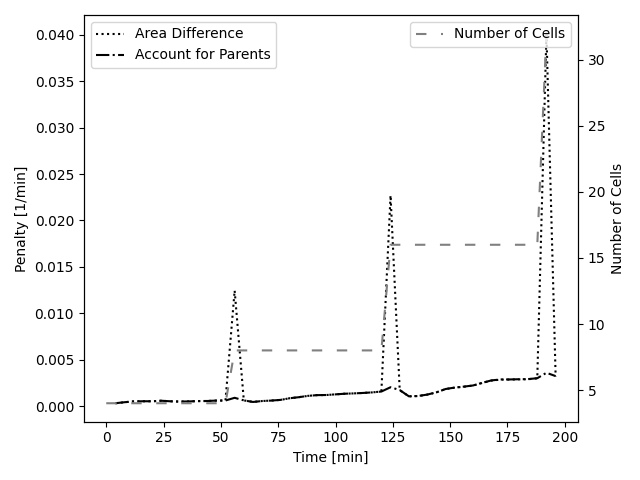 Area Difference
Account for Parents
Number of Cells
0.040
0.035
0.030
0.025
0.020
0.015
0.010
0.005
0.000
Penalty [1/min]
30
25
20
15
10
5
Number of Cells
0 25 50 75 100 125 150 175 200
Time [min]